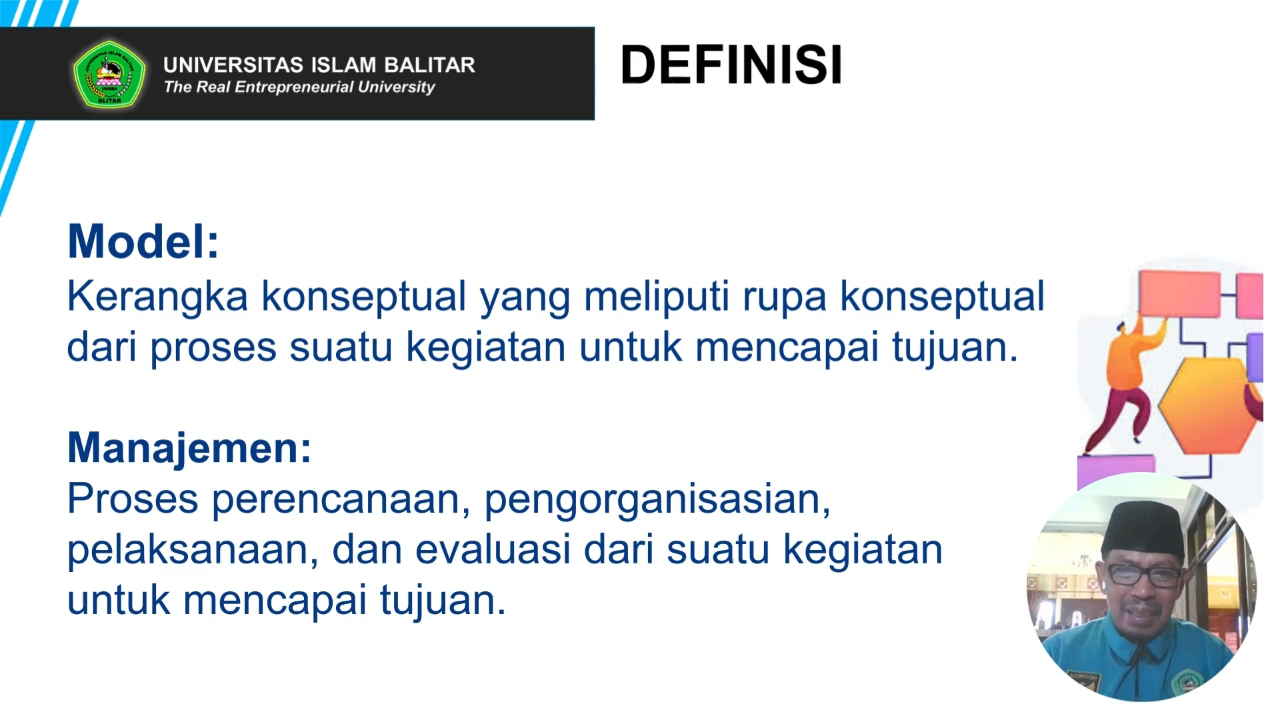 UNIVERSITAS ISLAM BALITAR
The Real Entrepreneurial University
DEFINISI
Model:
Kerangka konseptual yang meliputi rupa konseptual
dari proses suatu kegiatan untuk mencapai tujuan.
Manajemen:
Proses perencanaan, pengorganisasian,
pelaksanaan, dan evaluasi dari suatu kegiatan
untuk mencapai tujuan.
BLITAR